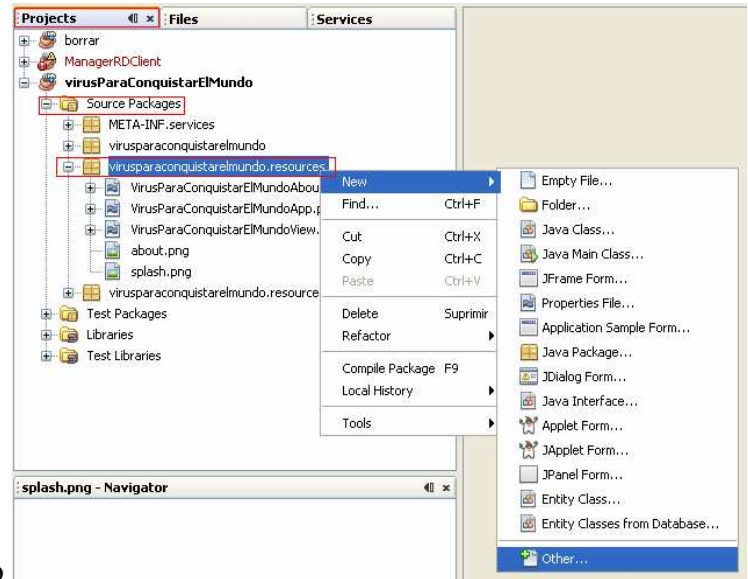 Projects
Files
Services
borrar
ManagerRDClient
virusParaConquistarElMundo
Source Packages
META-INF.services
virusparaconquistarelmundo
virusparaconquistarelmundo.resources
VirusParaConquistarElMundoAbou
VirusParaConquistarElMundoApp.p
VirusParaConquistarElMundoView.
about.png
splash.png
virusparaconquistarelmundo.resource
Test Packages
Libraries
Test Libraries
New
Find... Ctrl+F
Cut Ctrl+X
Copy Ctrl+C
Paste Ctrl+V
Delete Suprimir
Refactor
Compile Package F9
Local History
Tools
Empty File...
Folder...
Java Class...
Java Main Class...
JFrame Form...
Properties File...
Application Sample Form...
Java Package...
JDialog Form...
Java Interface...
Applet Form...
JApplet Form...
JPanel Form...
Entity Class...
Entity Classes from Database...
Other...
splash.png - Navigator